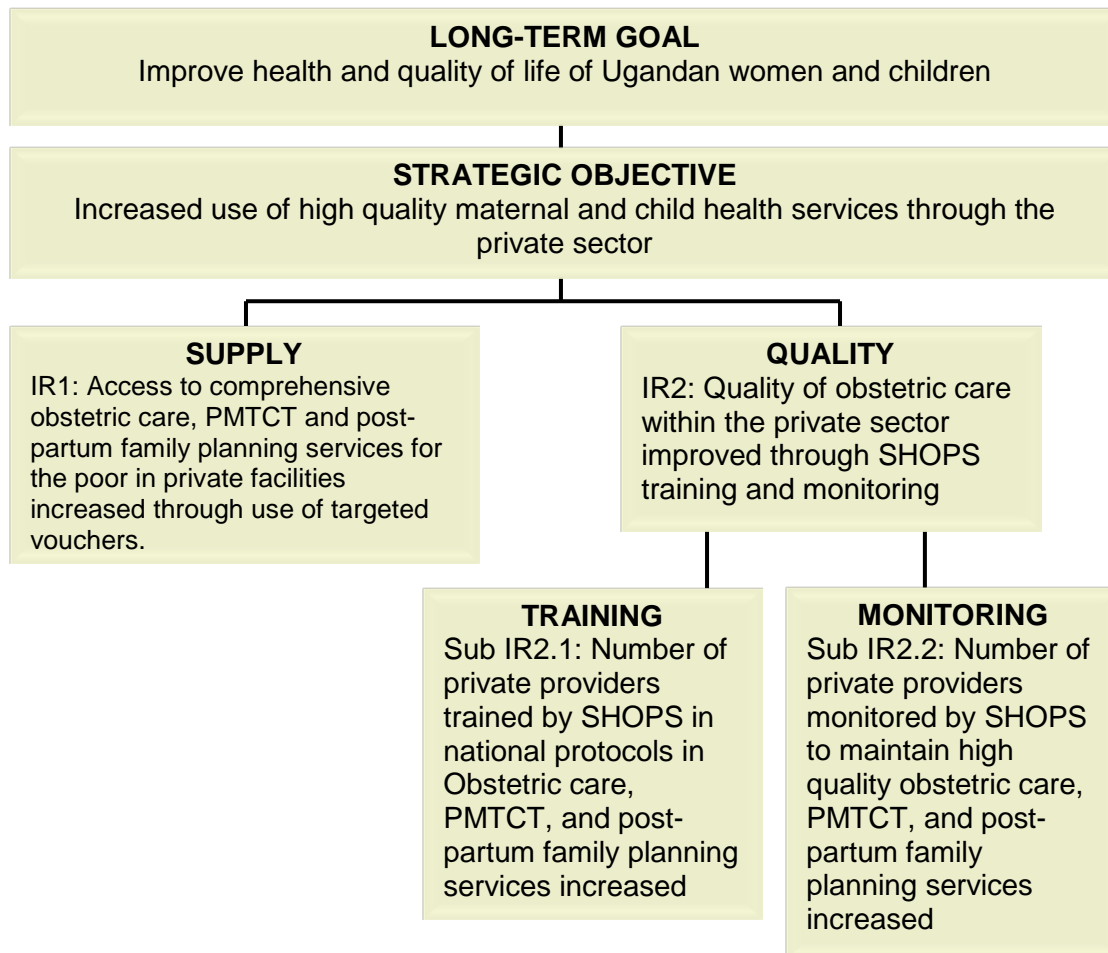 LONG-TERM GOAL
Improve health and quality of life of Ugandan women and children
STRATEGIC OBJECTIVE
Increased use of high quality maternal and child health services through the
private sector
SUPPLY
IR1: Access to comprehensive
obstetric care, PMTCT and post-
partum family planning services for
the poor in private facilities
increased through use of targeted
vouchers.
QUALITY
IR2: Quality of obstetric care
within the private sector
improved through SHOPS
training and monitoring
TRAINING
Sub IR2.1: Number of
private providers
trained by SHOPS in
national protocols in
Obstetric care,
PMTCT, and post-
partum family planning
services increased
MONITORING
Sub IR2.2: Number of
private providers
monitored by SHOPS
to maintain high
quality obstetric care,
PMTCT, and post-
partum family
planning services
increased